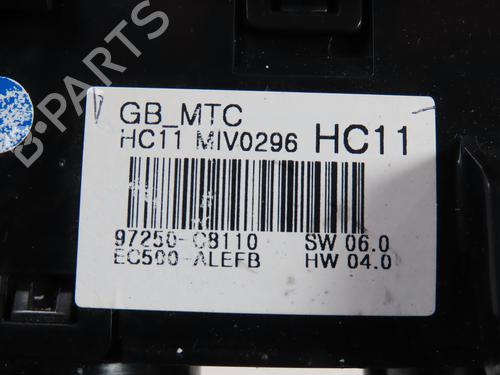 GB_MTC
HC11 MIV0296 HC11
97250-C8110 SW 06.0
EC500-ALEFB HW 04.0
B-PARTS